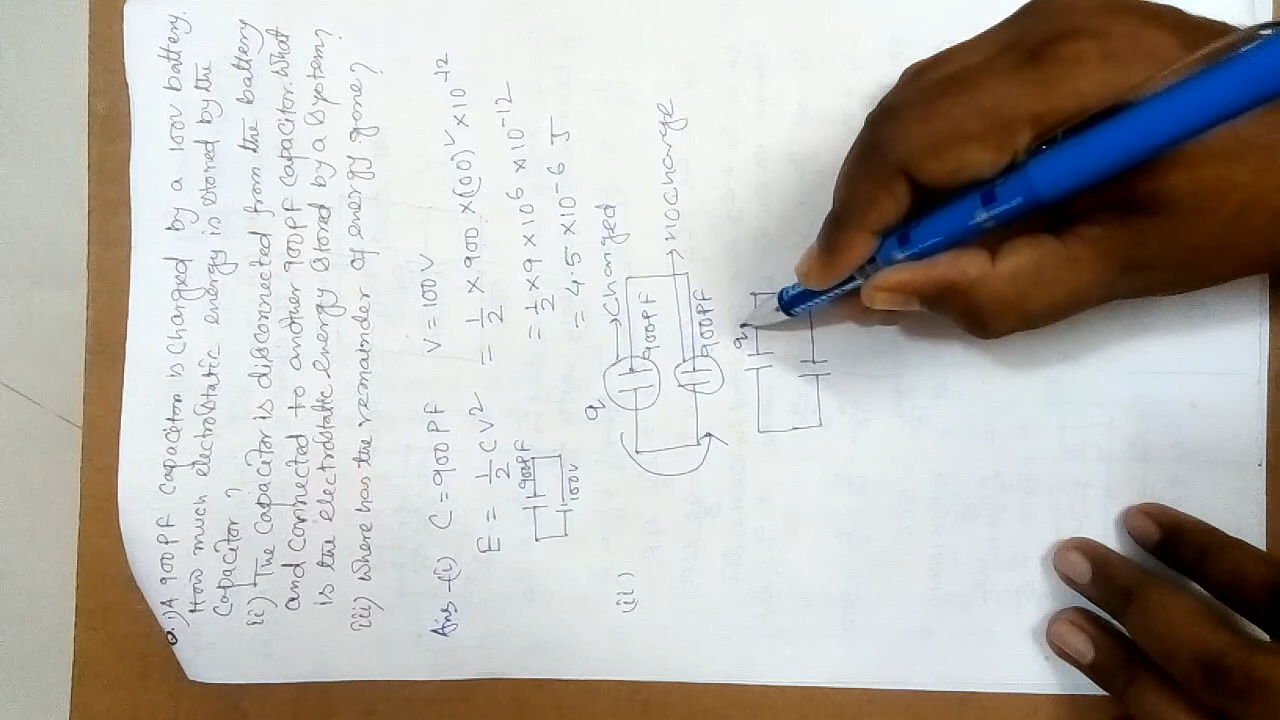 Q. i) A 900 PF Capacitor is charged by a 100V battery.
How much electrostatic energy is stored by the
Capacitor ?
ii) The Capacitor is disconnected from the battery
and connected to another 900PF Capacitor. What
is the electrostatic energy stored by a System?
iii) Where has the remainder of energy gone ?
Ans - (i) C = 900 PF V = 100 V
E = 1/2 CV² = 1/2 × 900 × (100)² × 10⁻¹²
= 1/2 × 9 × 10⁶ × 10⁻¹²
= 4.5 × 10⁻⁶ J
900PF
100V
(ii)
q → Charged
900PF
900PF → no charge
q